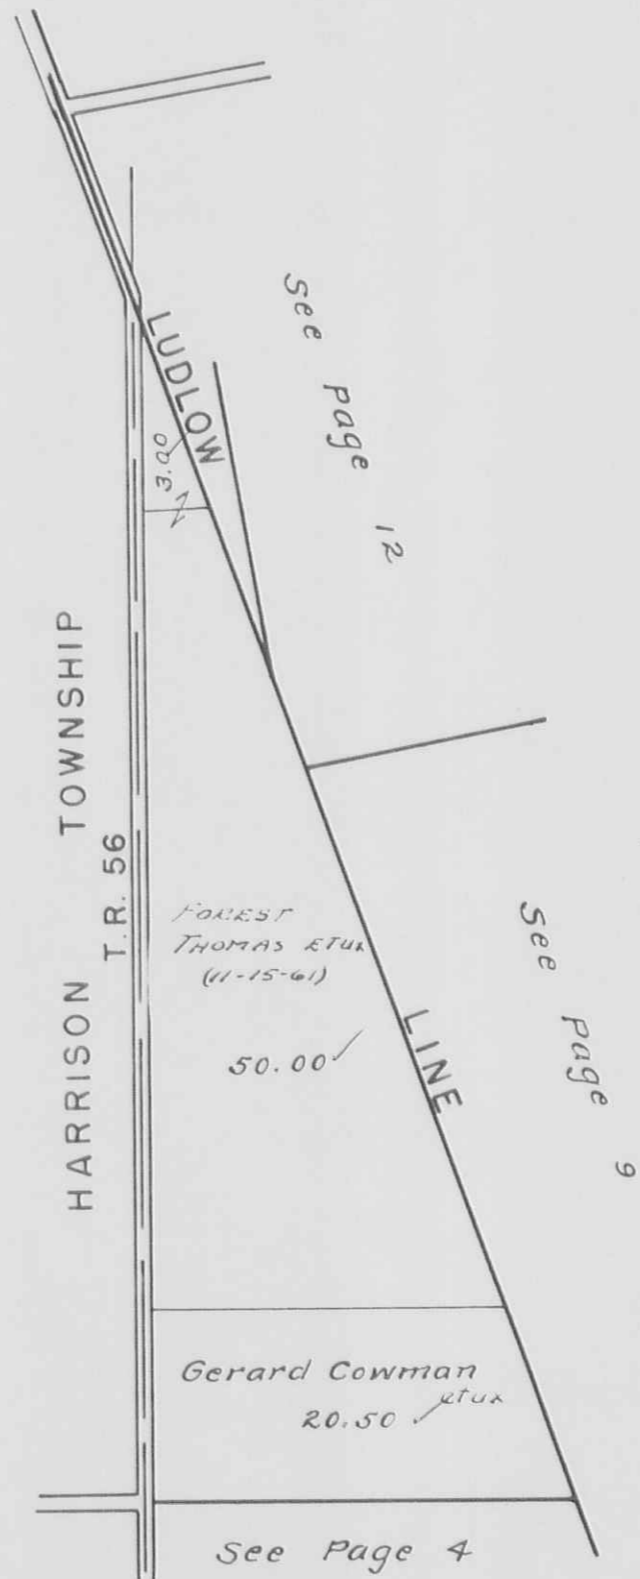 LUDLOW
See page 12
3.00
HARRISON TOWNSHIP
T.R. 56
FOREST
THOMAS ETUX
(11-15-61)
50.00 ✓
LINE
See page 9
Gerard Cowman
etux
20.50 ✓
See Page 4